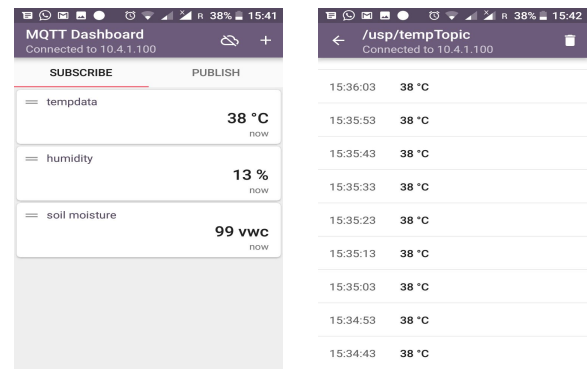 R 38% 15:41
MQTT Dashboard
Connected to 10.4.1.100
SUBSCRIBE PUBLISH
tempdata
38 °C
now
humidity
13 %
now
soil moisture
99 vwc
now
R 38% 15:42
/usp/tempTopic
Connected to 10.4.1.100
15:36:03 38 °C
15:35:53 38 °C
15:35:43 38 °C
15:35:33 38 °C
15:35:23 38 °C
15:35:13 38 °C
15:35:03 38 °C
15:34:53 38 °C
15:34:43 38 °C